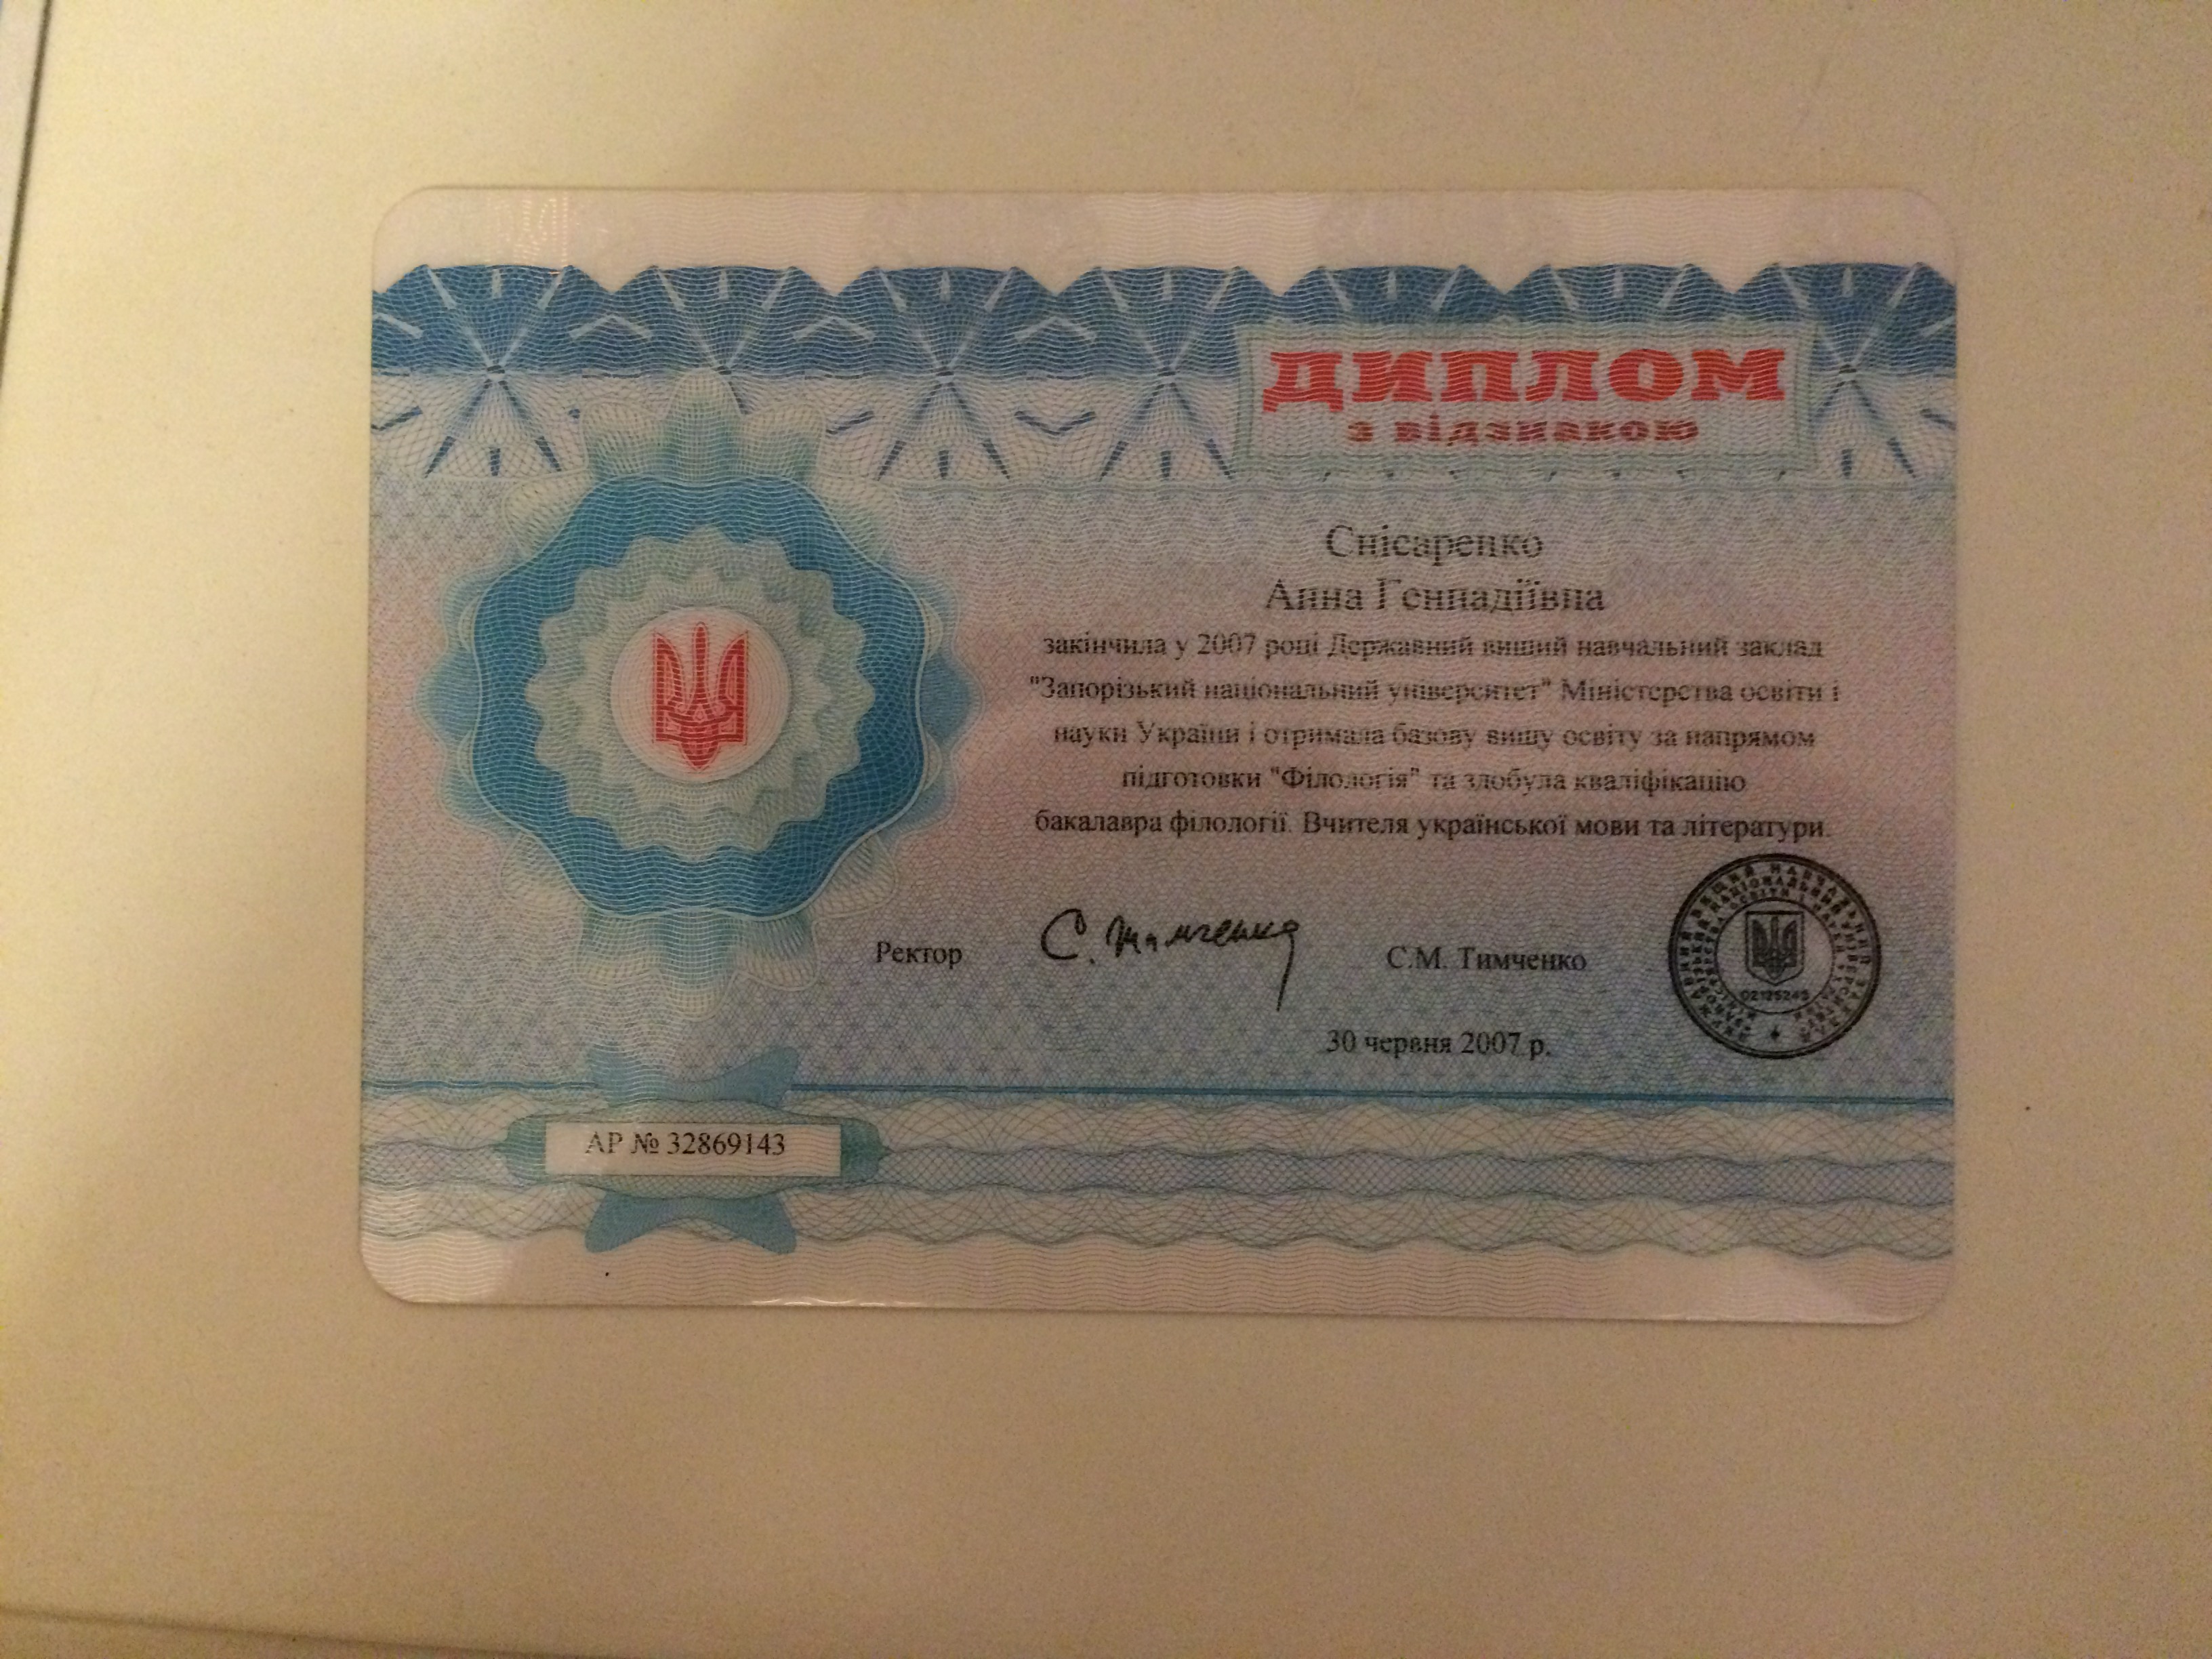 ДИПЛОМ
з відзнакою
Снісаренко
Анна Геннадіївна
закінчила у 2007 році Державний вищий навчальний заклад
"Запорізький національний університет" Міністерства освіти і
науки України і отримала базову вищу освіту за напрямом
підготовки "Філологія" та здобула кваліфікацію
бакалавра філології. Вчителя української мови та літератури.
Ректор С. Тимченко С.М. Тимченко
02125243
30 червня 2007 р.
АР № 32869143